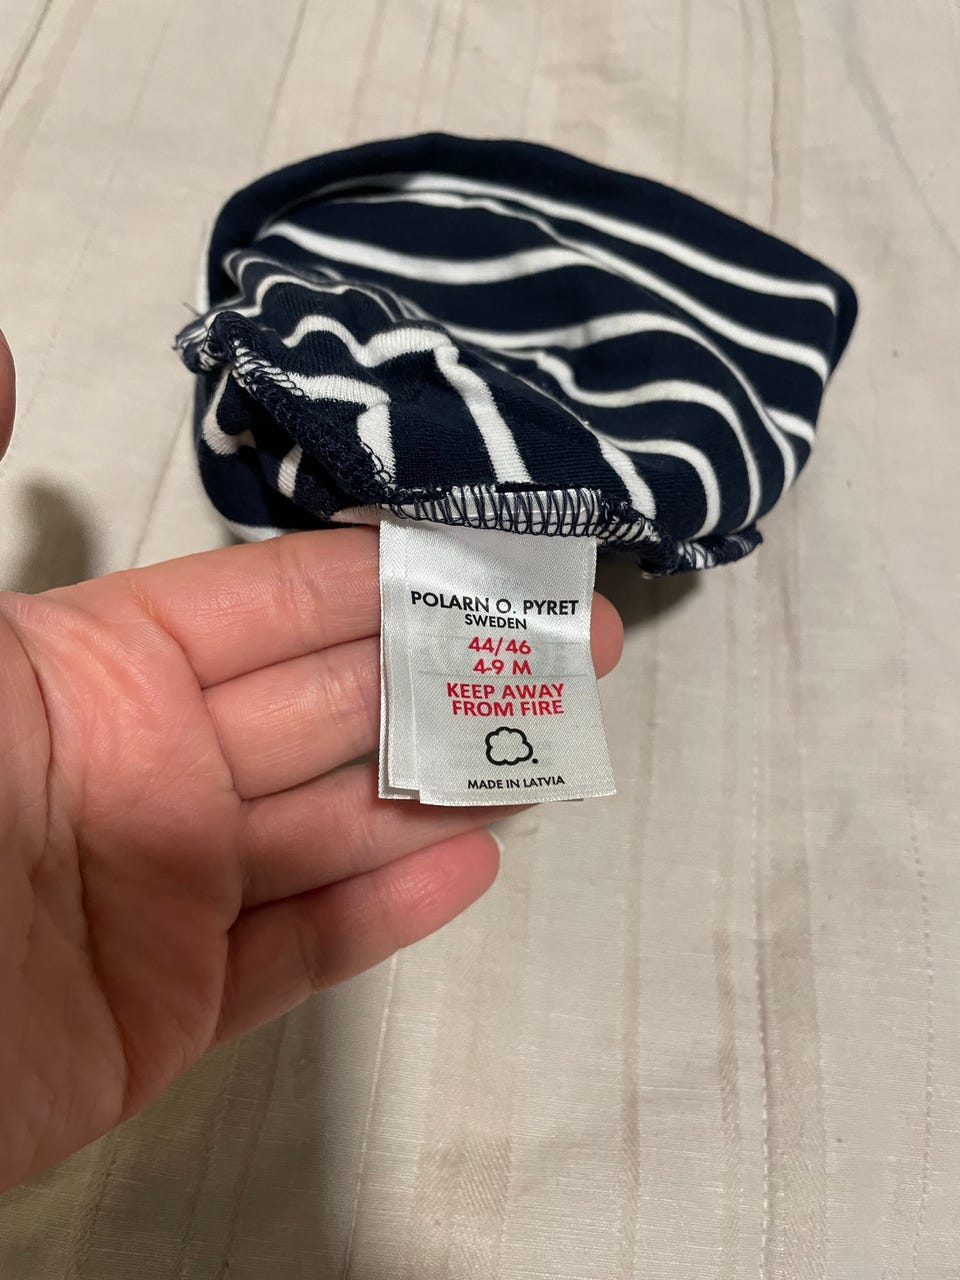 POLARN O. PYRET
SWEDEN
44/46
4-9 M
KEEP AWAY
FROM FIRE
MADE IN LATVIA